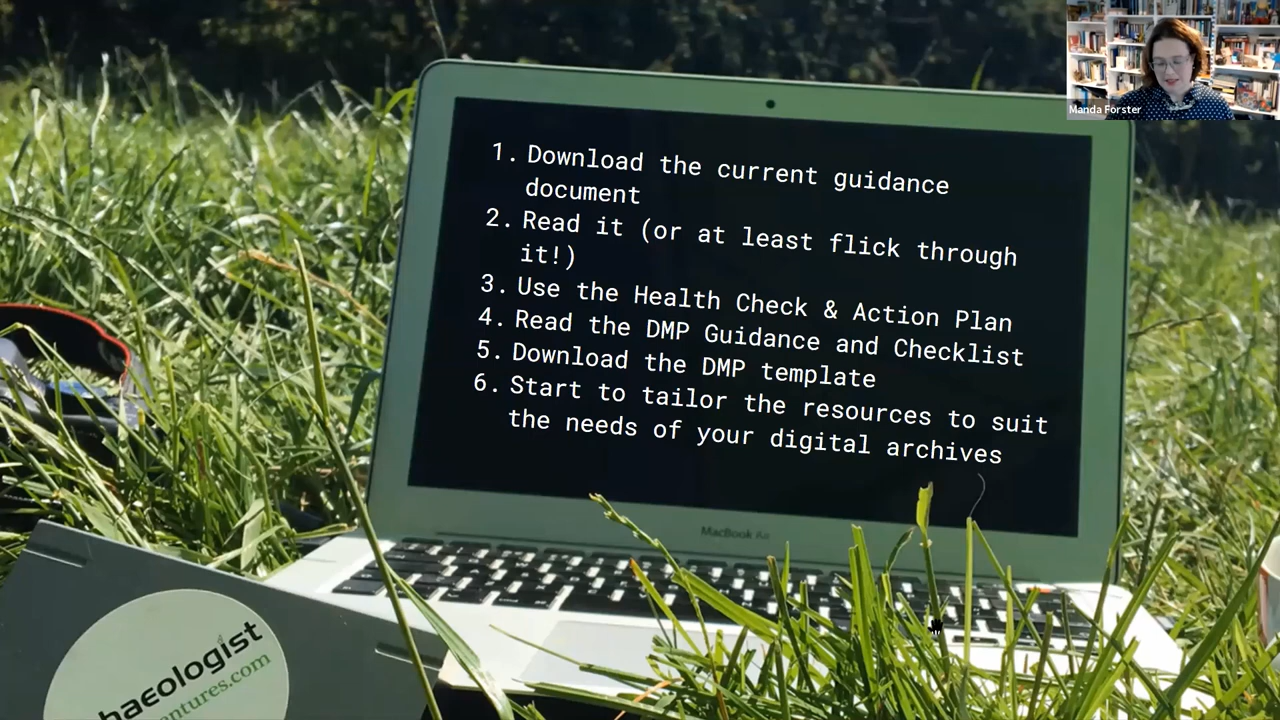 Manda Forster
1. Download the current guidance
document
2. Read it (or at least flick through
it!)
3. Use the Health Check & Action Plan
4. Read the DMP Guidance and Checklist
5. Download the DMP template
6. Start to tailor the resources to suit
the needs of your digital archives
MacBook Air
haeologist
entures.com